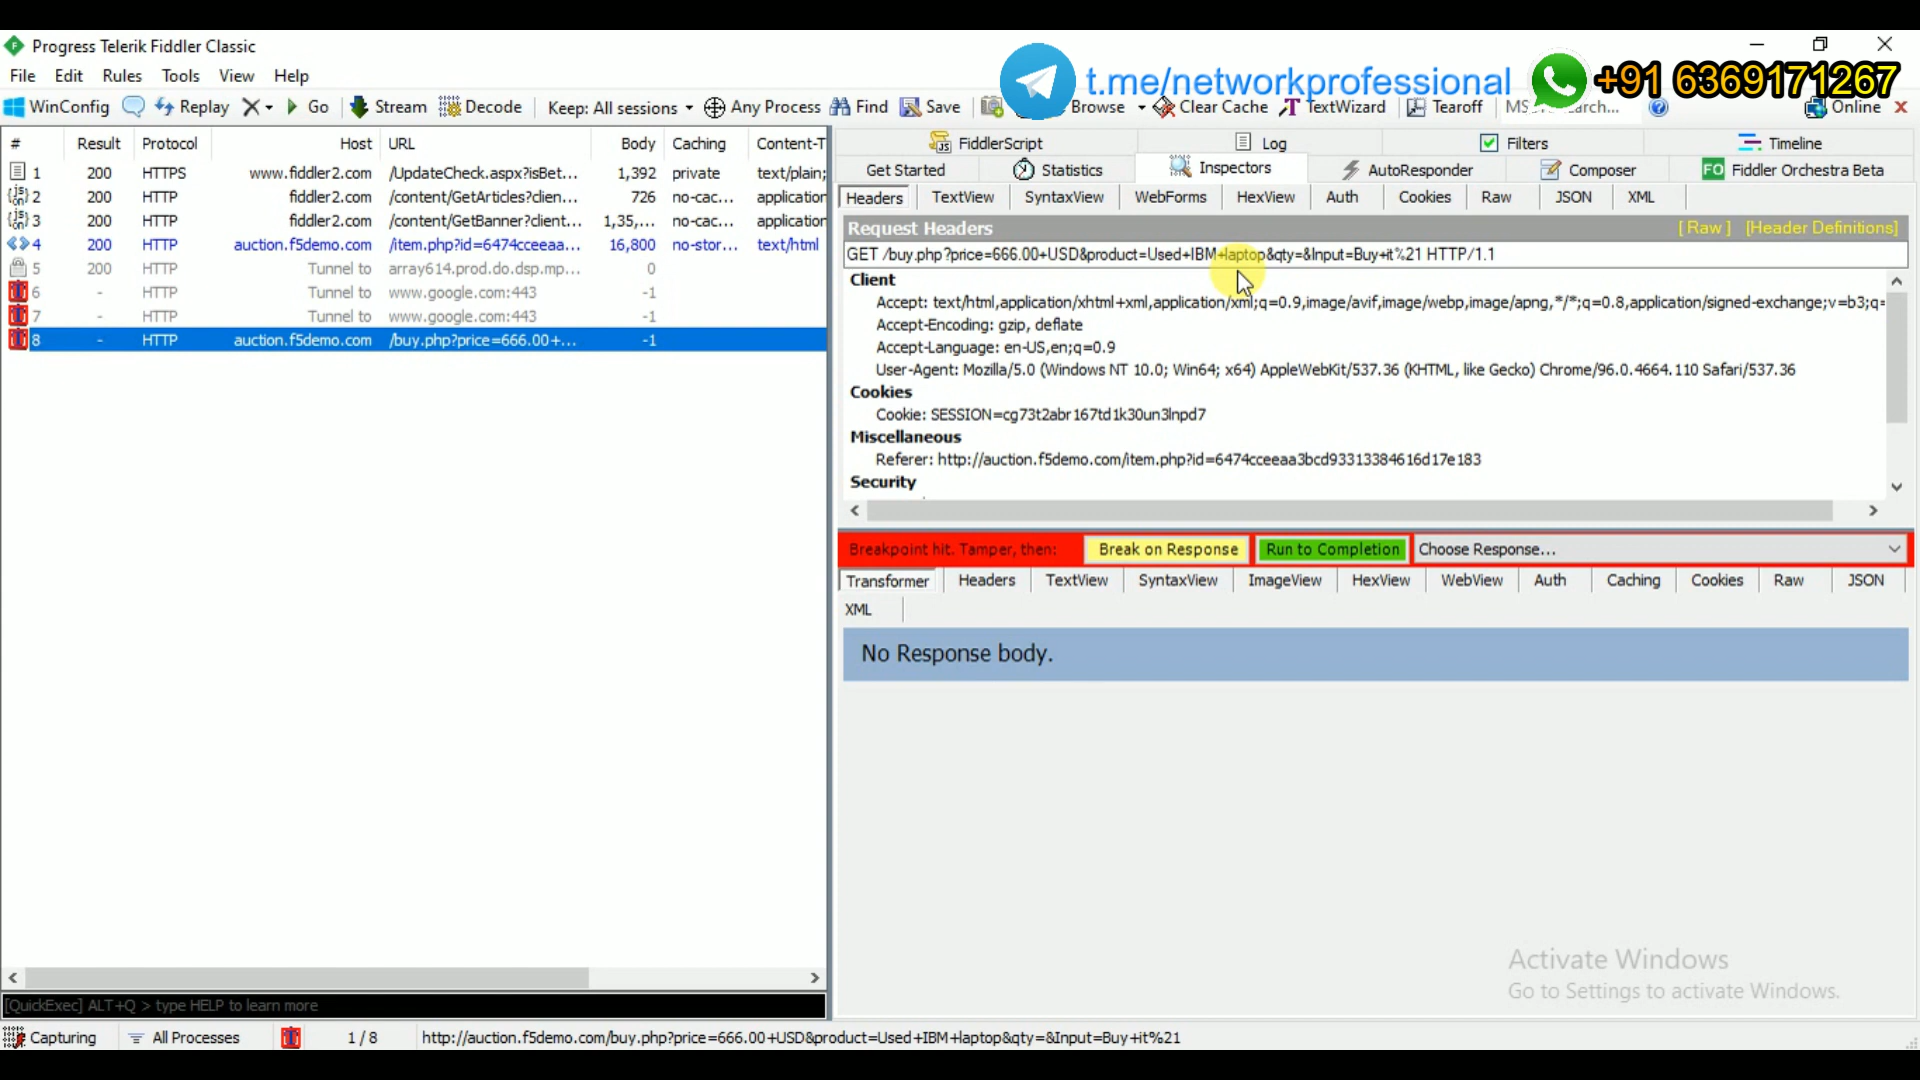 Progress Telerik Fiddler Classic
File Edit Rules Tools View Help
t.me/networkprofessional +91 6369171267
WinConfig Replay Go Stream Decode Keep: All sessions Any Process Find Save Browse Clear Cache TextWizard Tearoff Online
# Result Protocol Host URL Body Caching Content-T
1 200 HTTPS www.fiddler2.com /UpdateCheck.aspx?isBet... 1,392 private text/plain;
2 200 HTTP fiddler2.com /content/GetArticles?clien... 726 no-cac... application
3 200 HTTP fiddler2.com /content/GetBanner?client... 1,35,... no-cac... application
4 200 HTTP auction.f5demo.com /item.php?id=6474cceeaa... 16,800 no-stor... text/html
5 200 HTTP Tunnel to array614.prod.do.dsp.mp... 0
6 - HTTP Tunnel to www.google.com:443 -1
7 - HTTP Tunnel to www.google.com:443 -1
8 - HTTP auction.f5demo.com /buy.php?price=666.00+... -1
[QuickExec] ALT+Q > type HELP to learn more
FiddlerScript Log Filters Timeline
Get Started Statistics Inspectors AutoResponder Composer FO Fiddler Orchestra Beta
Headers TextView SyntaxView WebForms HexView Auth Cookies Raw JSON XML
Request Headers [ Raw ] [Header Definitions]
GET /buy.php?price=666.00+USD&product=Used+IBM+laptop&qty=&Input=Buy+it%21 HTTP/1.1
Client
Accept: text/html,application/xhtml+xml,application/xml;q=0.9,image/avif,image/webp,image/apng,*/*;q=0.8,application/signed-exchange;v=b3;q=
Accept-Encoding: gzip, deflate
Accept-Language: en-US,en;q=0.9
User-Agent: Mozilla/5.0 (Windows NT 10.0; Win64; x64) AppleWebKit/537.36 (KHTML, like Gecko) Chrome/96.0.4664.110 Safari/537.36
Cookies
Cookie: SESSION=cg73t2abr167td1k30un3lnpd7
Miscellaneous
Referer: http://auction.f5demo.com/item.php?id=6474cceeaa3bcd93313384616d17e183
Security
Breakpoint hit. Tamper, then: Break on Response Run to Completion Choose Response...
Transformer Headers TextView SyntaxView ImageView HexView WebView Auth Caching Cookies Raw JSON
XML
No Response body.
Activate Windows
Go to Settings to activate Windows.
Capturing All Processes 1 / 8 http://auction.f5demo.com/buy.php?price=666.00+USD&product=Used+IBM+laptop&qty=&Input=Buy+it%21